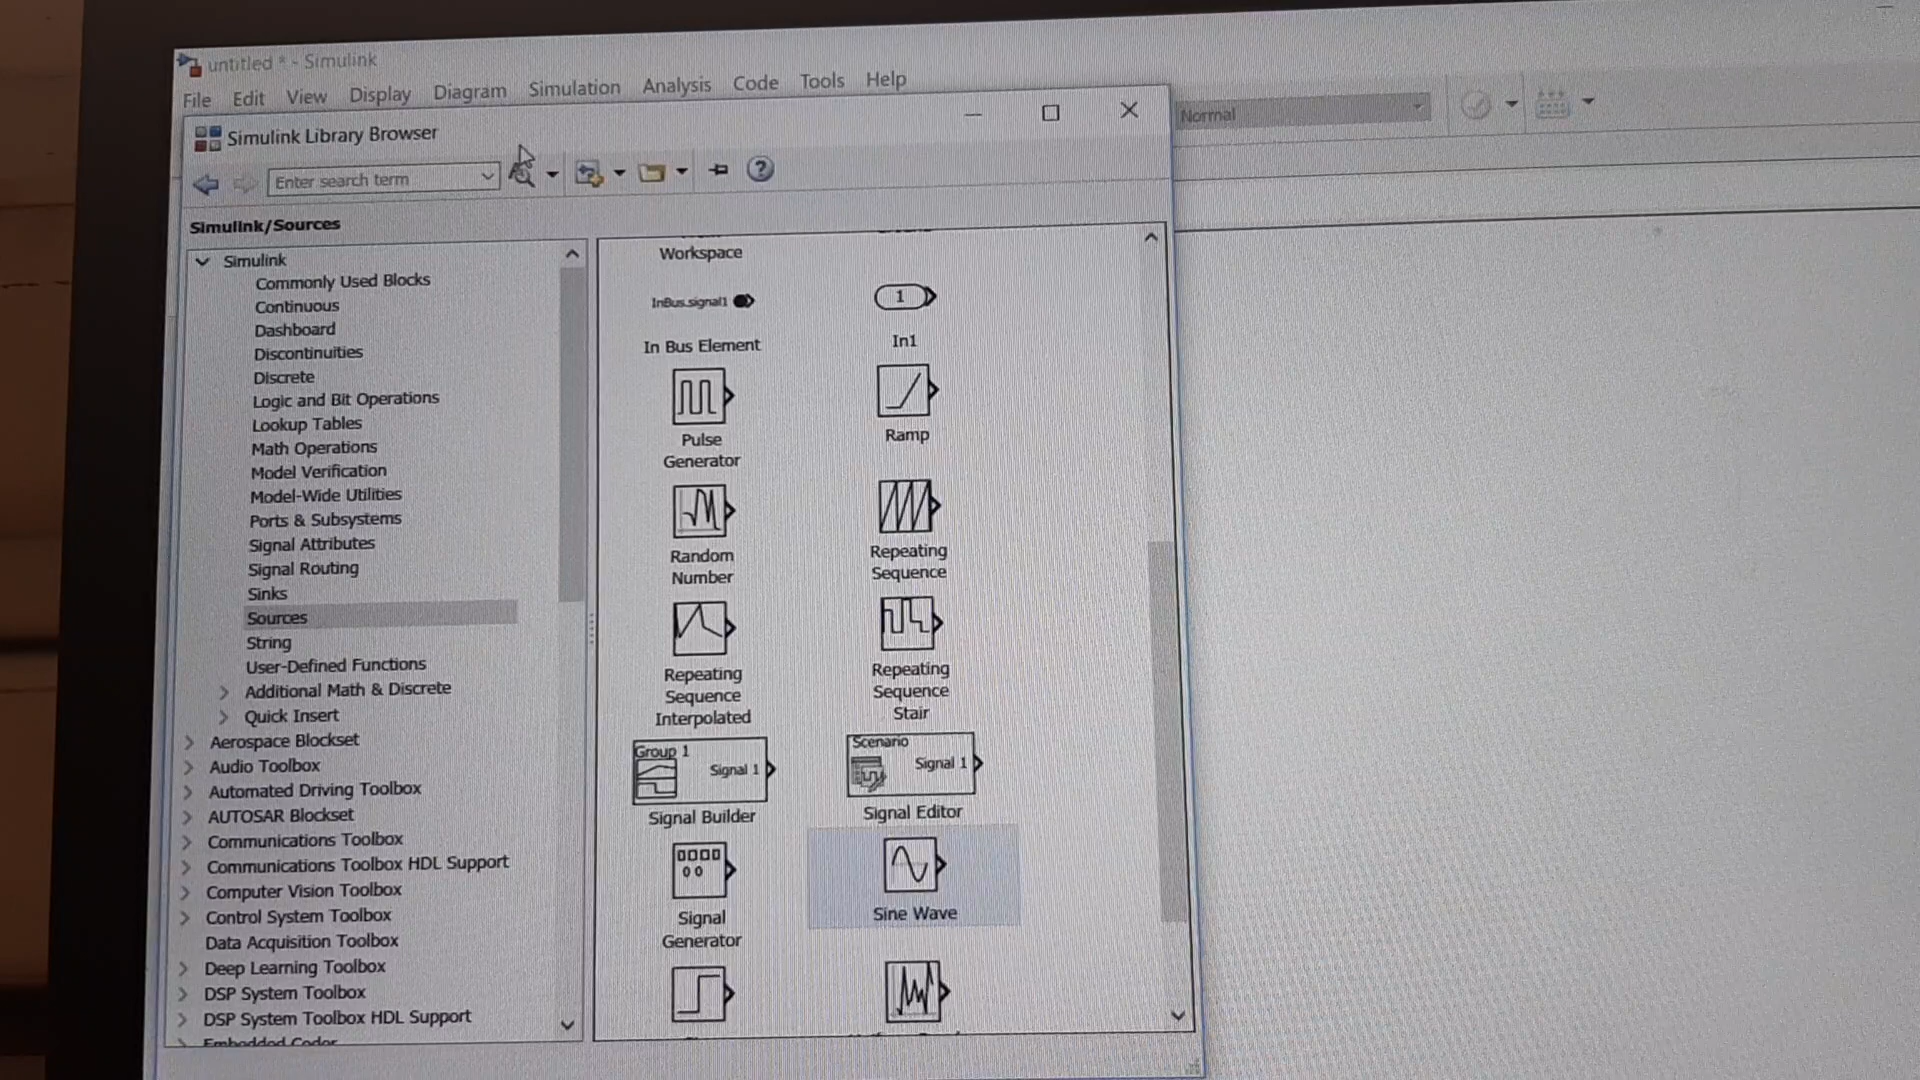 untitled * - Simulink
File Edit View Display Diagram Simulation Analysis Code Tools Help
Normal
Simulink Library Browser
Enter search term
Simulink/Sources
Simulink
Commonly Used Blocks
Continuous
Dashboard
Discontinuities
Discrete
Logic and Bit Operations
Lookup Tables
Math Operations
Model Verification
Model-Wide Utilities
Ports & Subsystems
Signal Attributes
Signal Routing
Sinks
Sources
String
User-Defined Functions
Additional Math & Discrete
Quick Insert
Aerospace Blockset
Audio Toolbox
Automated Driving Toolbox
AUTOSAR Blockset
Communications Toolbox
Communications Toolbox HDL Support
Computer Vision Toolbox
Control System Toolbox
Data Acquisition Toolbox
Deep Learning Toolbox
DSP System Toolbox
DSP System Toolbox HDL Support
Embedded Coder
Workspace
InBus.signal1
1
In Bus Element
In1
Pulse
Generator
Ramp
Random
Number
Repeating
Sequence
Repeating
Sequence
Interpolated
Repeating
Sequence
Stair
Group 1
Signal 1
Signal Builder
Scenario
Signal 1
Signal Editor
Signal
Generator
Sine Wave